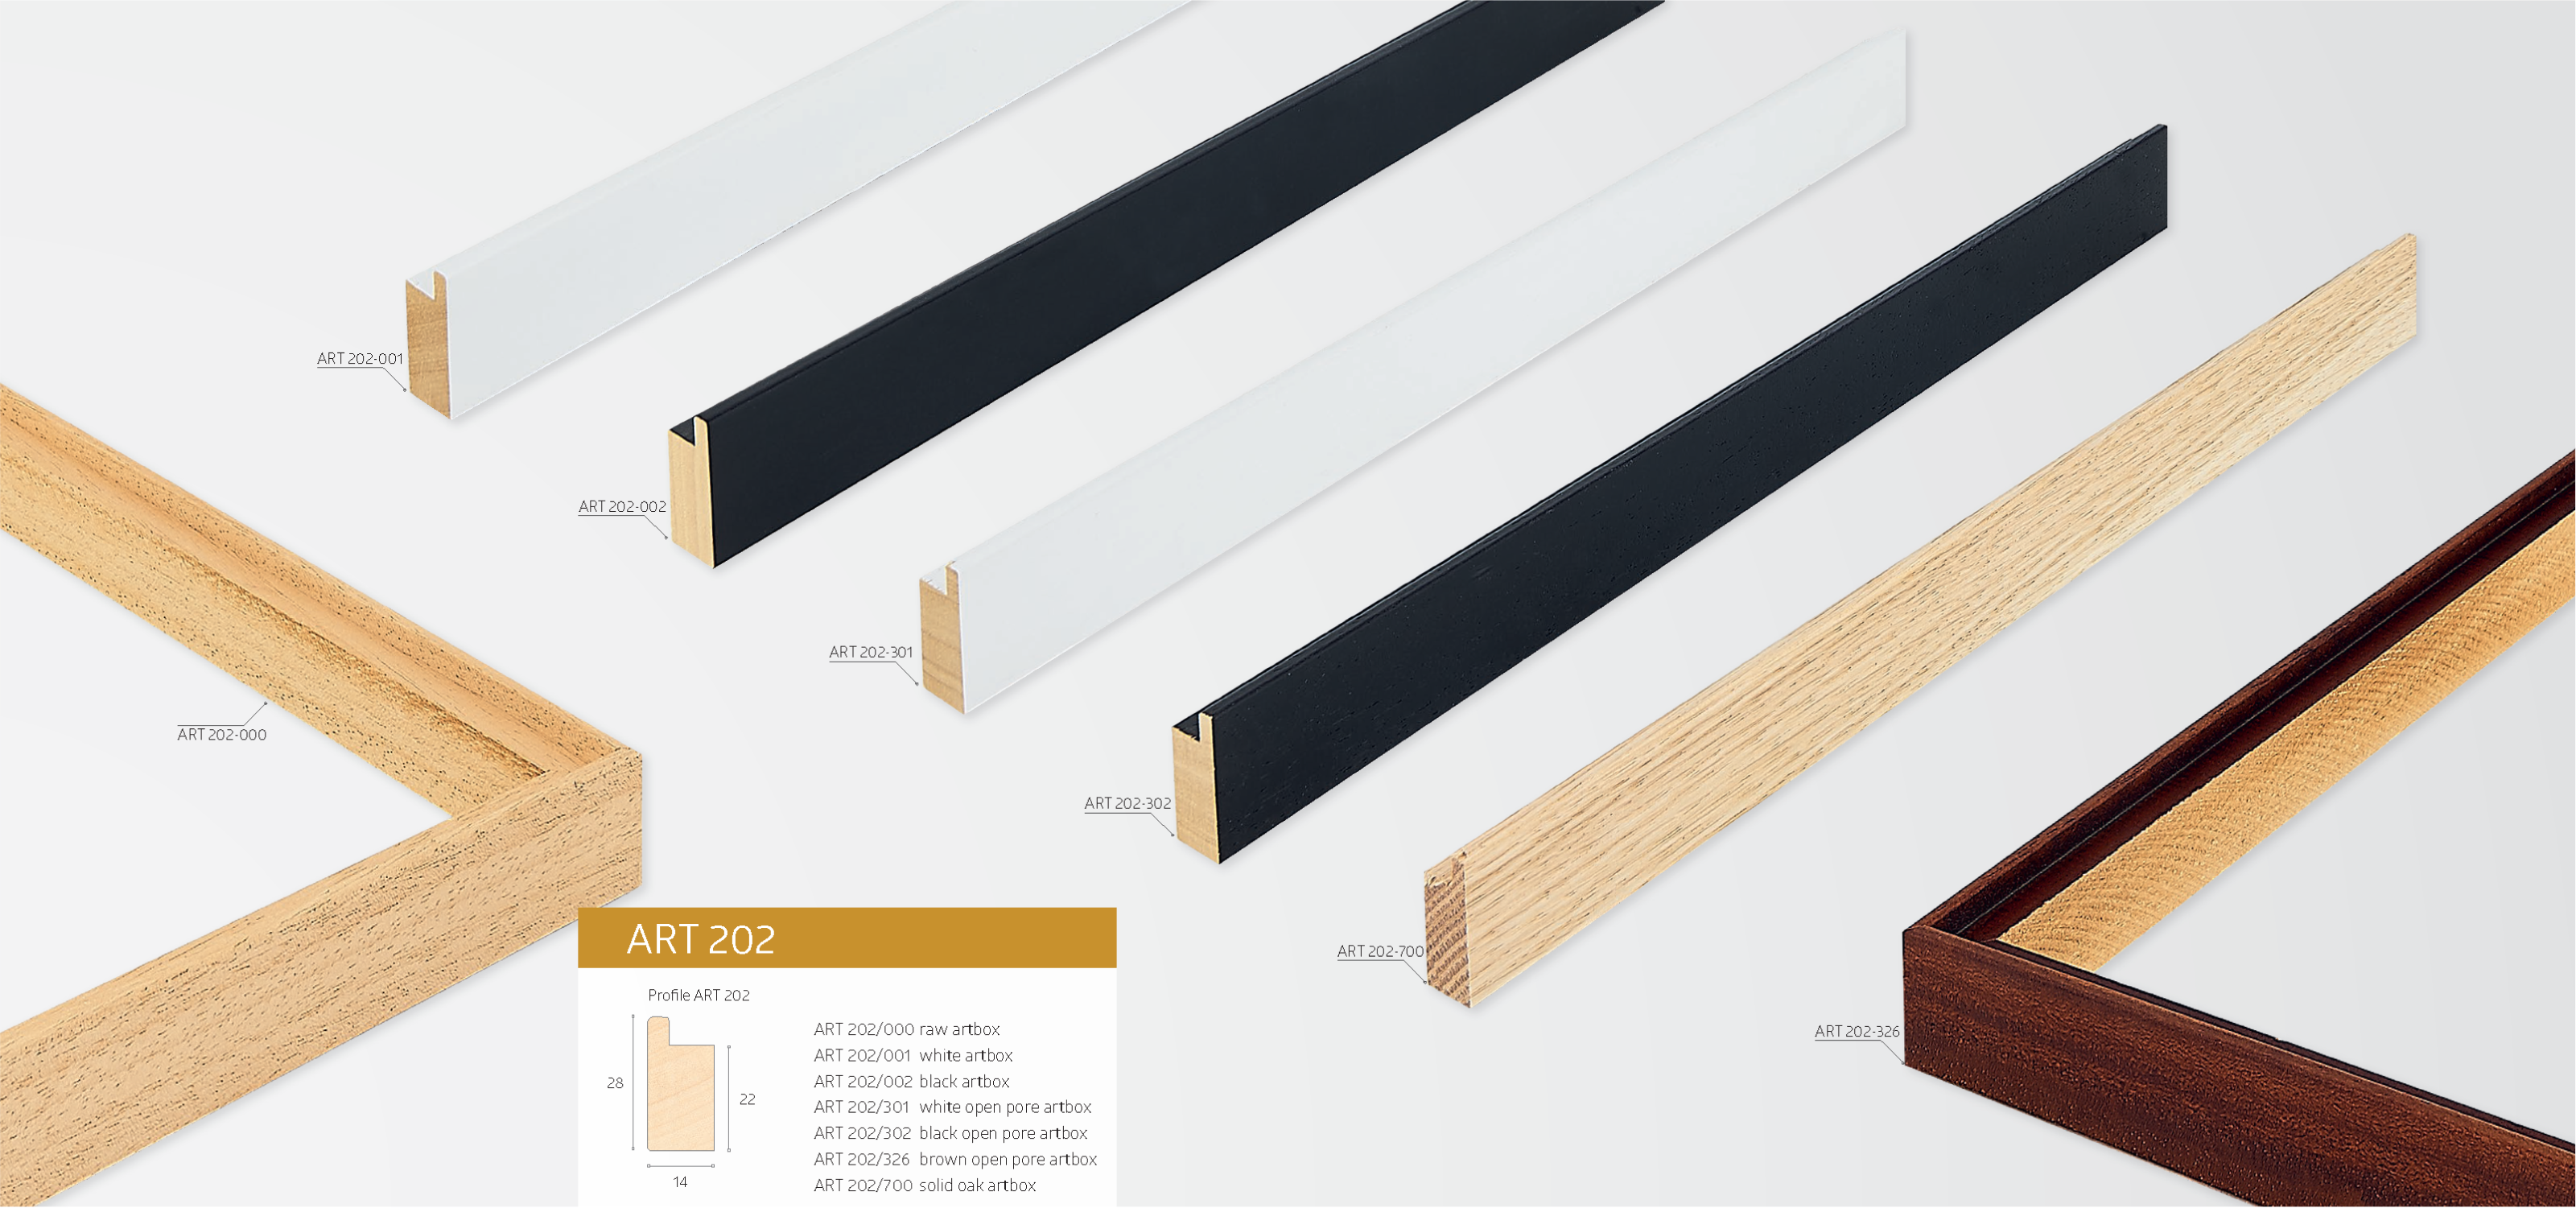 ART 202-001
ART 202-002
ART 202-301
ART 202-000
ART 202-302
ART 202-700
ART 202-326
ART 202
Profile ART 202
28
22
14
ART 202/000 raw artbox
ART 202/001 white artbox
ART 202/002 black artbox
ART 202/301 white open pore artbox
ART 202/302 black open pore artbox
ART 202/326 brown open pore artbox
ART 202/700 solid oak artbox